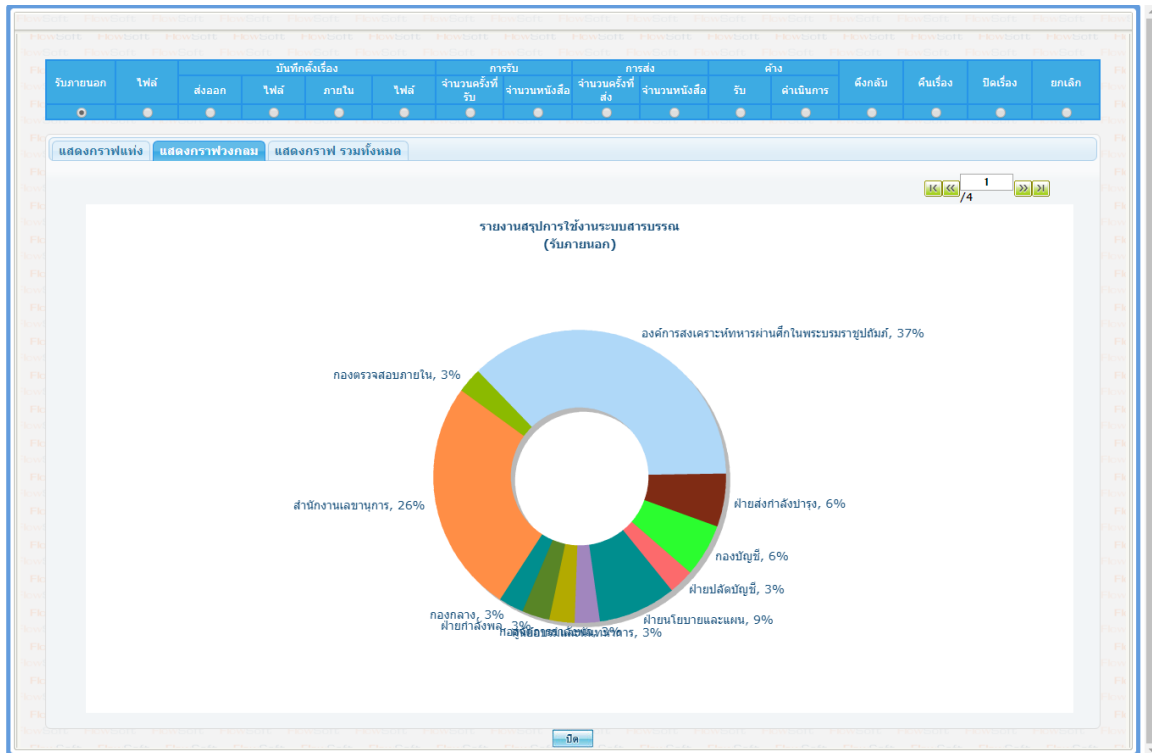 บันทึกตั้งเรื่อง การรับ การส่ง ค้าง
รับภายนอก ไฟล์ ส่งออก ไฟล์ ภายใน ไฟล์ จำนวนครั้งที่รับ จำนวนหนังสือ จำนวนครั้งที่ส่ง จำนวนหนังสือ รับ ดำเนินการ ดึงกลับ คืนเรื่อง ปิดเรื่อง ยกเลิก
แสดงกราฟแท่ง แสดงกราฟวงกลม แสดงกราฟ รวมทั้งหมด
1
/4
รายงานสรุปการใช้งานระบบสารบรรณ
(รับภายนอก)
องค์การสงเคราะห์ทหารผ่านศึกในพระบรมราชูปถัมภ์, 37%
กองตรวจสอบภายใน, 3%
สำนักงานเลขานุการ, 26%
ฝ่ายส่งกำลังบำรุง, 6%
กองบัญชี, 6%
ฝ่ายปลัดบัญชี, 3%
กองกลาง, 3%
ฝ่ายนโยบายและแผน, 9%
ฝ่ายกำลังพล, 3%
ปิด